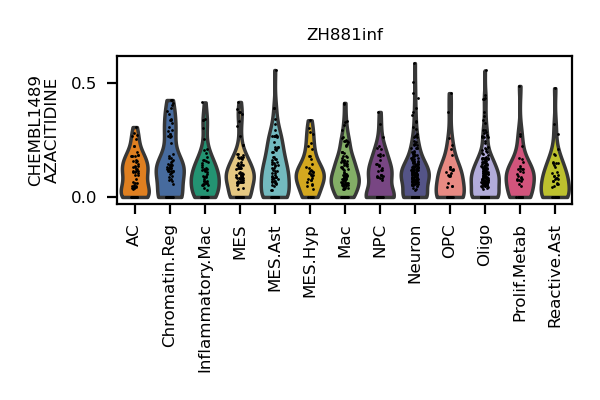 ZH881inf
CHEMBL1489
AZACITIDINE
0.5
0.0
AC
Chromatin.Reg
Inflammatory.Mac
MES
MES.Ast
MES.Hyp
Mac
NPC
Neuron
OPC
Oligo
Prolif.Metab
Reactive.Ast